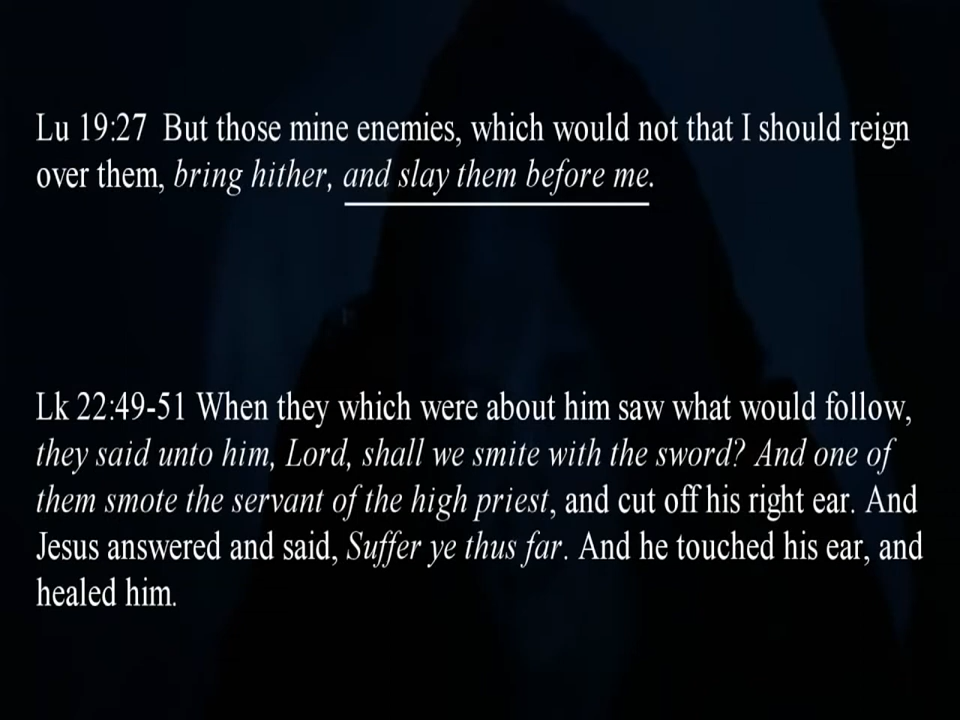 Lu 19:27  But those mine enemies, which would not that I should reign
over them, bring hither, and slay them before me.
Lk 22:49-51 When they which were about him saw what would follow,
they said unto him, Lord, shall we smite with the sword? And one of
them smote the servant of the high priest, and cut off his right ear. And
Jesus answered and said, Suffer ye thus far. And he touched his ear, and
healed him.